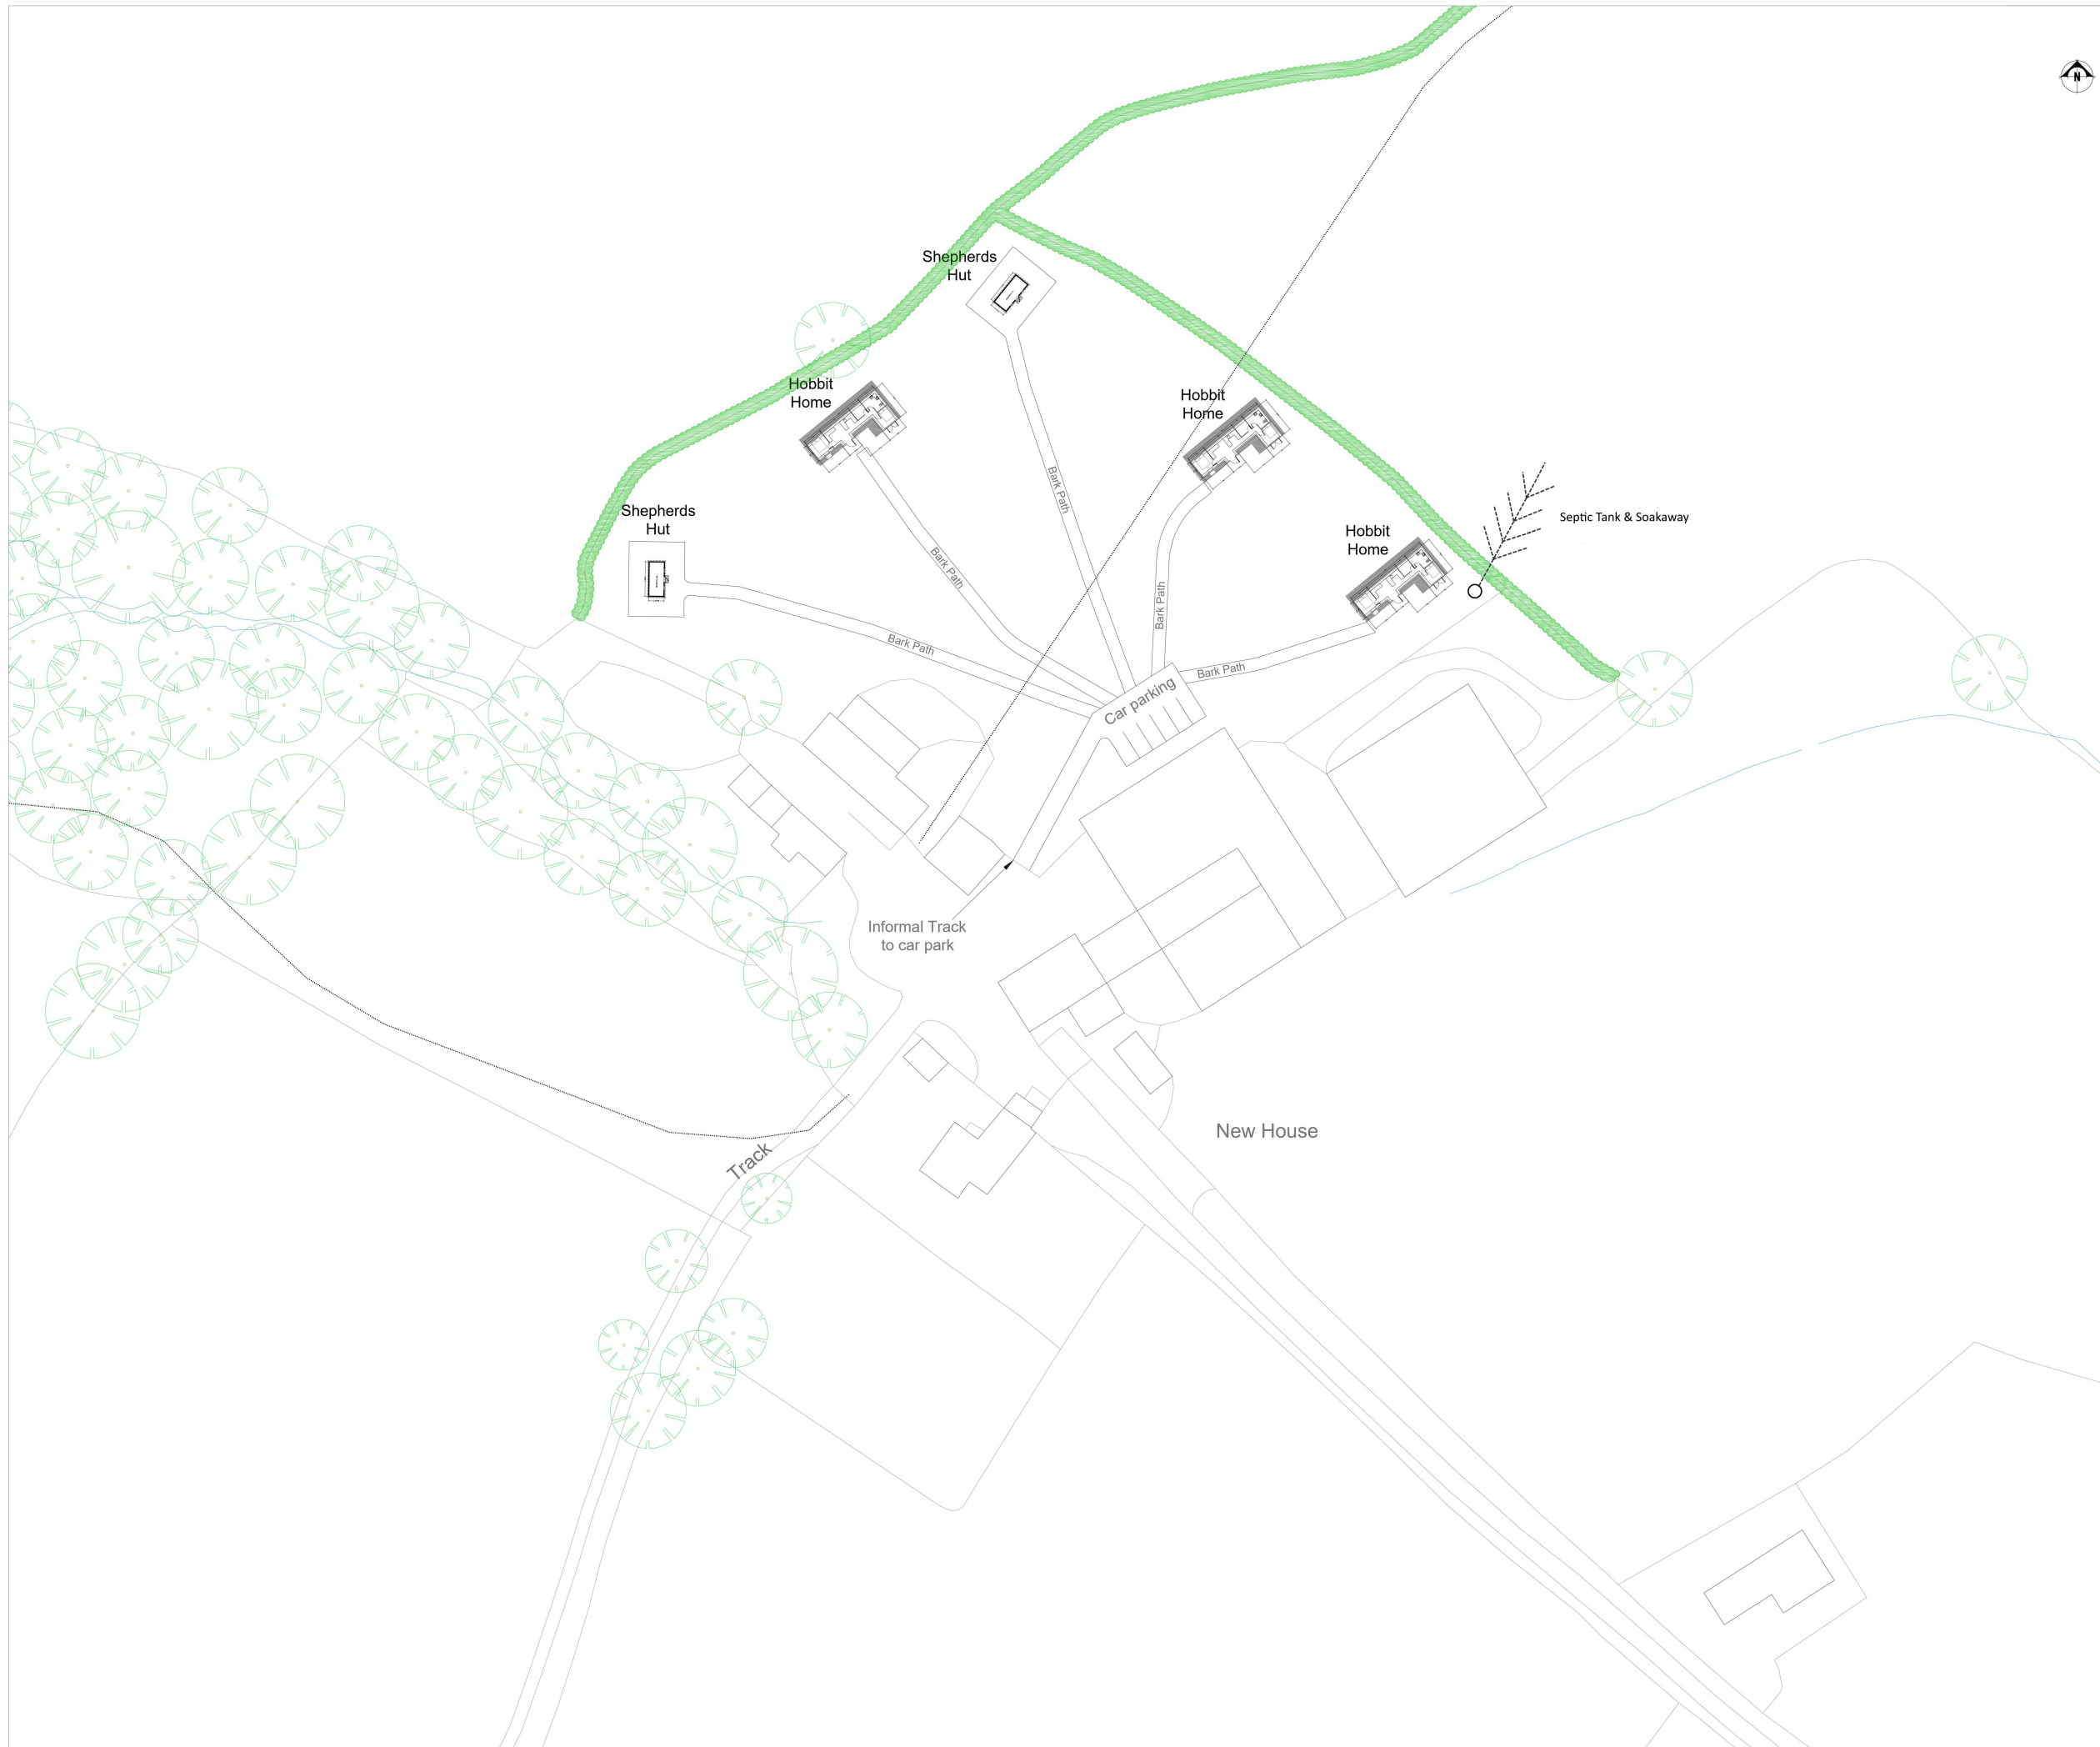 N
Shepherds
Hut
Hobbit
Home
Hobbit
Home
Bark Path
Shepherds
Hut
Septic Tank & Soakaway
Hobbit
Home
Bark Path
Bark Path
Bark Path
Bark Path
Car parking
Informal Track
to car park
New House
Track